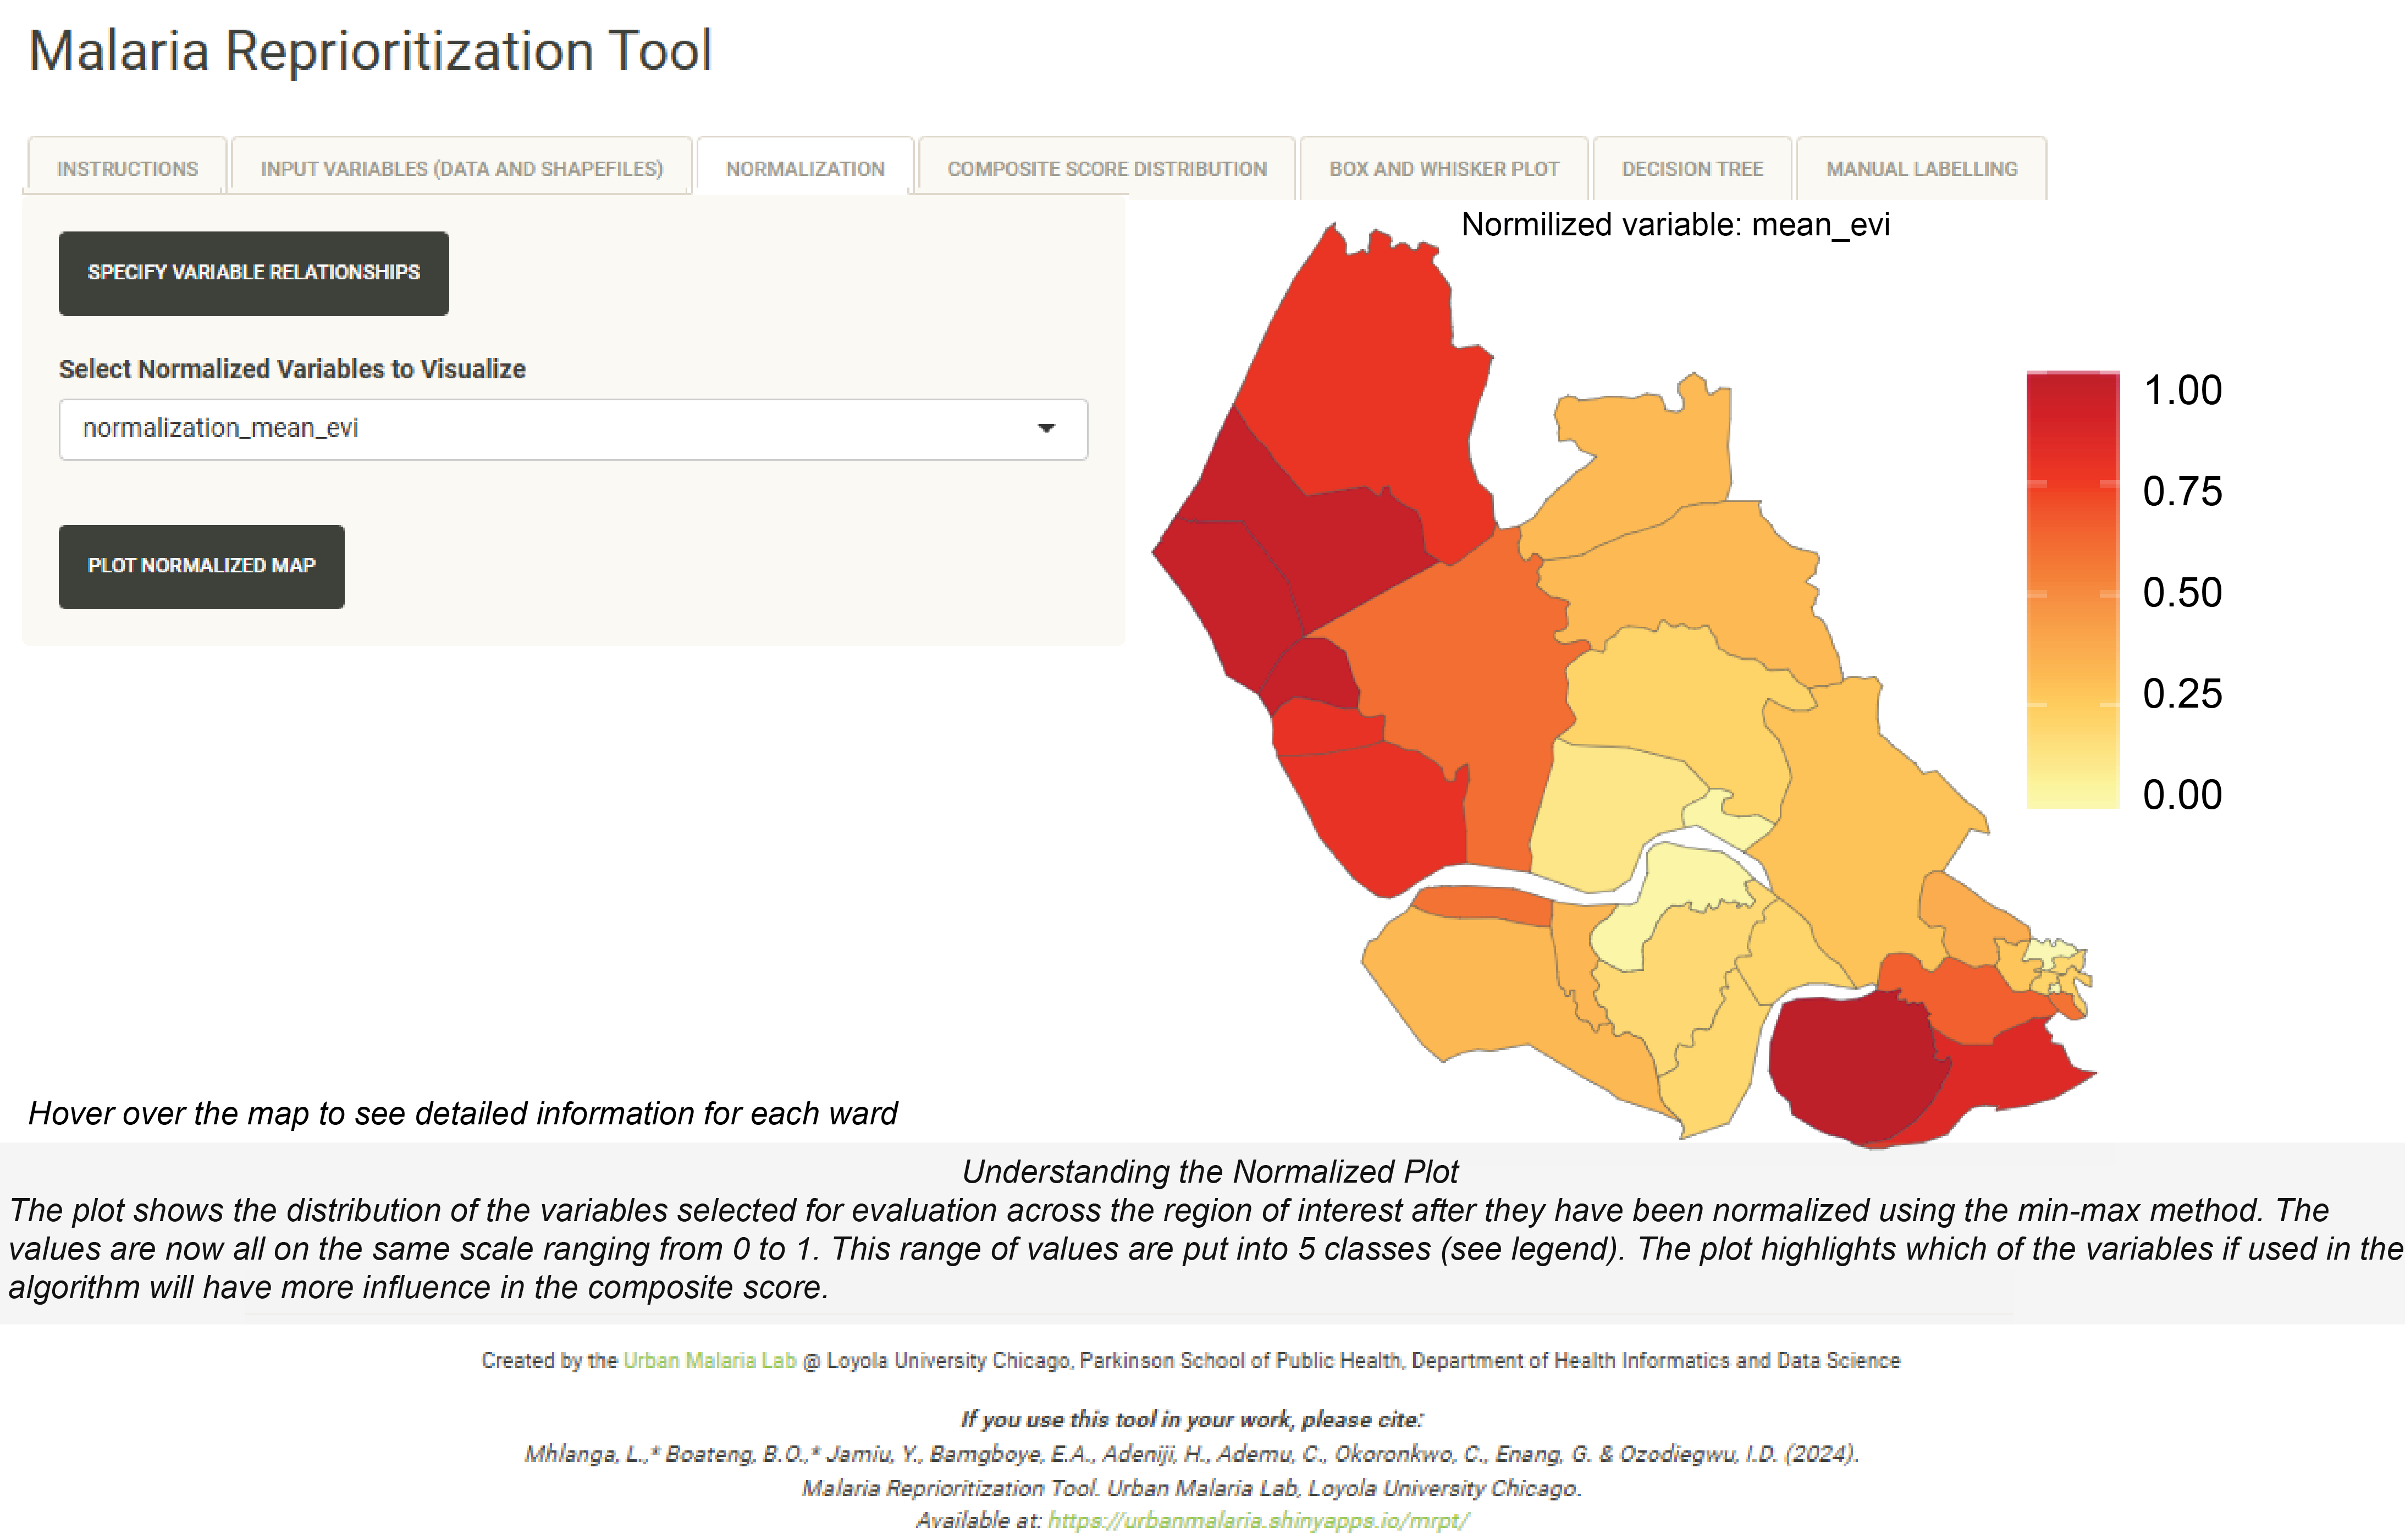 Malaria Reprioritization Tool
INSTRUCTIONS
INPUT VARIABLES (DATA AND SHAPEFILES)
NORMALIZATION
COMPOSITE SCORE DISTRIBUTION
BOX AND WHISKER PLOT
DECISION TREE
MANUAL LABELLING
SPECIFY VARIABLE RELATIONSHIPS
Select Normalized Variables to Visualize
normalization_mean_evi
PLOT NORMALIZED MAP
Normilized variable: mean_evi
1.00
0.75
0.50
0.25
0.00
Hover over the map to see detailed information for each ward
Understanding the Normalized Plot
The plot shows the distribution of the variables selected for evaluation across the region of interest after they have been normalized using the min-max method. The
values are now all on the same scale ranging from 0 to 1. This range of values are put into 5 classes (see legend). The plot highlights which of the variables if used in the
algorithm will have more influence in the composite score.
Created by the Urban Malaria Lab @ Loyola University Chicago, Parkinson School of Public Health, Department of Health Informatics and Data Science
If you use this tool in your work, please cite:
Mhlanga, L.,* Boateng, B.O.,* Jamiu, Y., Bamgboye, E.A., Adeniji, H., Ademu, C., Okoronkwo, C., Enang, G. & Ozodiegwu, I.D. (2024).
Malaria Reprioritization Tool. Urban Malaria Lab, Loyola University Chicago.
Available at: https://urbanmalaria.shinyapps.io/mrpt/